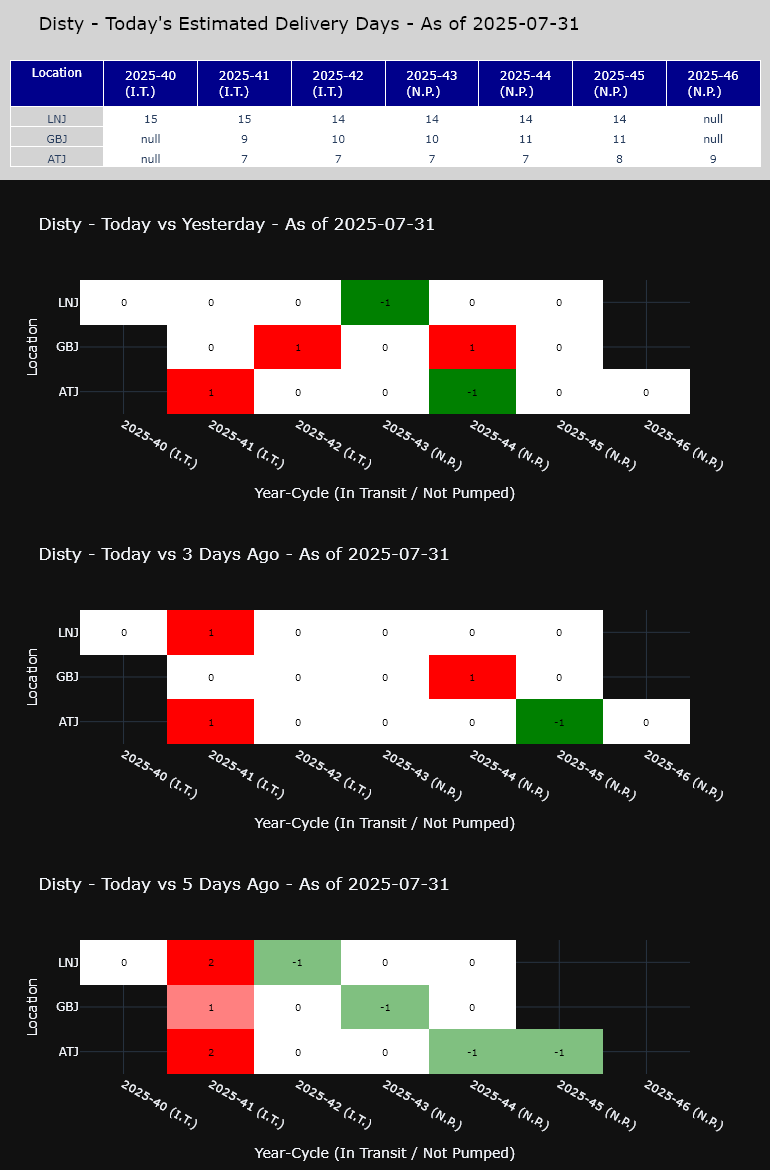 Disty - Today's Estimated Delivery Days - As of 2025-07-31
Location 2025-40 (I.T.) 2025-41 (I.T.) 2025-42 (I.T.) 2025-43 (N.P.) 2025-44 (N.P.) 2025-45 (N.P.) 2025-46 (N.P.)
LNJ 15 15 14 14 14 14 null
GBJ null 9 10 10 11 11 null
ATJ null 7 7 7 7 8 9
Disty - Today vs Yesterday - As of 2025-07-31
Location
LNJ 0 0 0 -1 0 0
GBJ 0 1 0 1 0
ATJ 1 0 0 -1 0 0
2025-40 (I.T.) 2025-41 (I.T.) 2025-42 (I.T.) 2025-43 (N.P.) 2025-44 (N.P.) 2025-45 (N.P.) 2025-46 (N.P.)
Year-Cycle (In Transit / Not Pumped)
Disty - Today vs 3 Days Ago - As of 2025-07-31
Location
LNJ 0 1 0 0 0 0
GBJ 0 0 0 1 0
ATJ 1 0 0 0 -1 0
2025-40 (I.T.) 2025-41 (I.T.) 2025-42 (I.T.) 2025-43 (N.P.) 2025-44 (N.P.) 2025-45 (N.P.) 2025-46 (N.P.)
Year-Cycle (In Transit / Not Pumped)
Disty - Today vs 5 Days Ago - As of 2025-07-31
Location
LNJ 0 2 -1 0 0
GBJ 1 0 -1 0
ATJ 2 0 0 -1 -1
2025-40 (I.T.) 2025-41 (I.T.) 2025-42 (I.T.) 2025-43 (N.P.) 2025-44 (N.P.) 2025-45 (N.P.) 2025-46 (N.P.)
Year-Cycle (In Transit / Not Pumped)